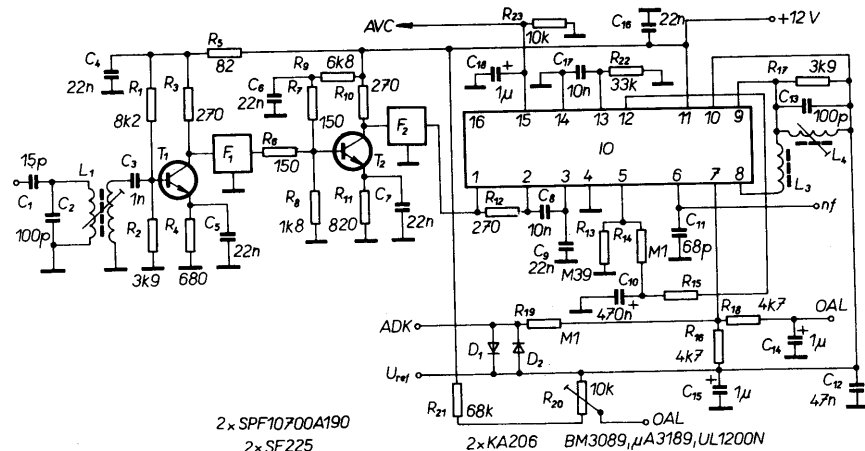 AVC
R23
10k
C16
22n
+12 V
C4
22n
R5
82
R9
6k8
C18
1µ
C17
10n
R22
33k
R17
3k9
R1
8k2
R3
270
C6
22n
R7
150
R10
270
C13
100p
L4
16
15
14
13
12
11
10
9
IO
F1
R6
150
F2
T1
T2
15p
C1
L1
C3
1n
C2
100p
1
2
3
4
5
6
7
8
L3
R2
3k9
R4
680
C5
22n
R8
1k8
R11
820
C7
22n
R12
270
C8
10n
C9
22n
R13
M39
R14
M1
C11
68p
nf
C10
470n
+
R15
ADK
R19
M1
R18
4k7
OAL
D1
D2
R16
4k7
C14
+
1µ
Uref
R21
68k
R20
10k
OAL
C15
+
1µ
C12
47n
2×SPF10700A190
2×SF225
2×KA206
BM3089,µA3189,UL1200N